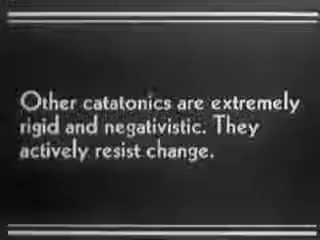 Other catatonics are extremely
rigid and negativistic. They
actively resist change.